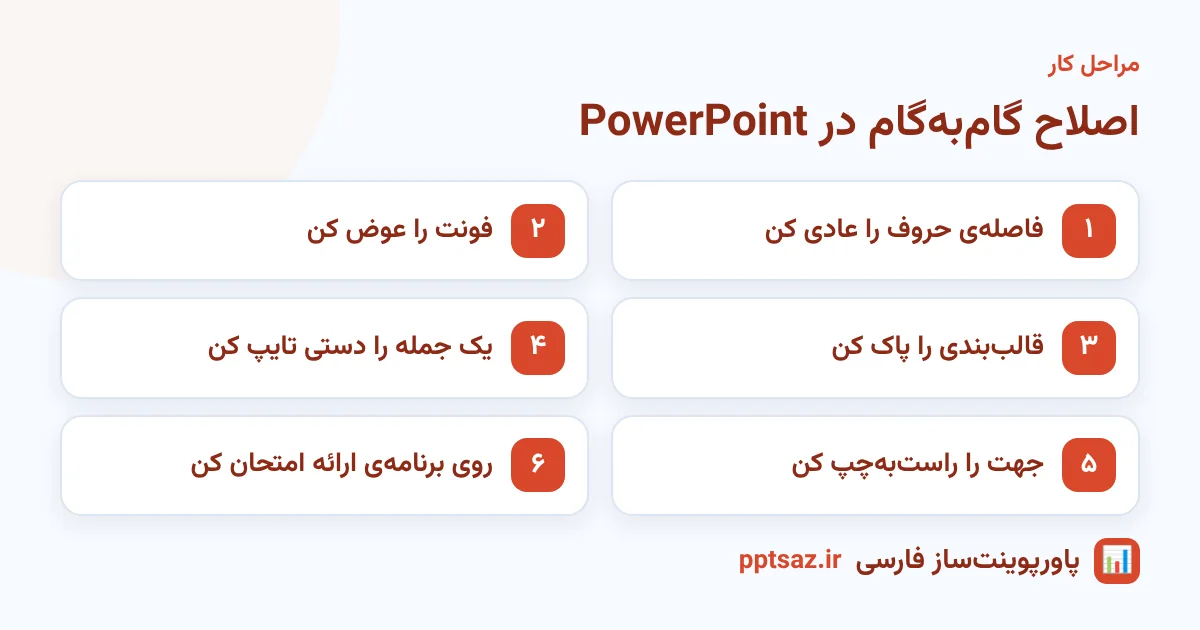 مراحل کار
اصلاح گام‌به‌گام در PowerPoint
۱ فاصله‌ی حروف را عادی کن
۲ فونت را عوض کن
۳ قالب‌بندی را پاک کن
۴ یک جمله را دستی تایپ کن
۵ جهت را راست‌به‌چپ کن
۶ روی برنامه‌ی ارائه امتحان کن
پاورپوینت‌ساز فارسی pptsaz.ir